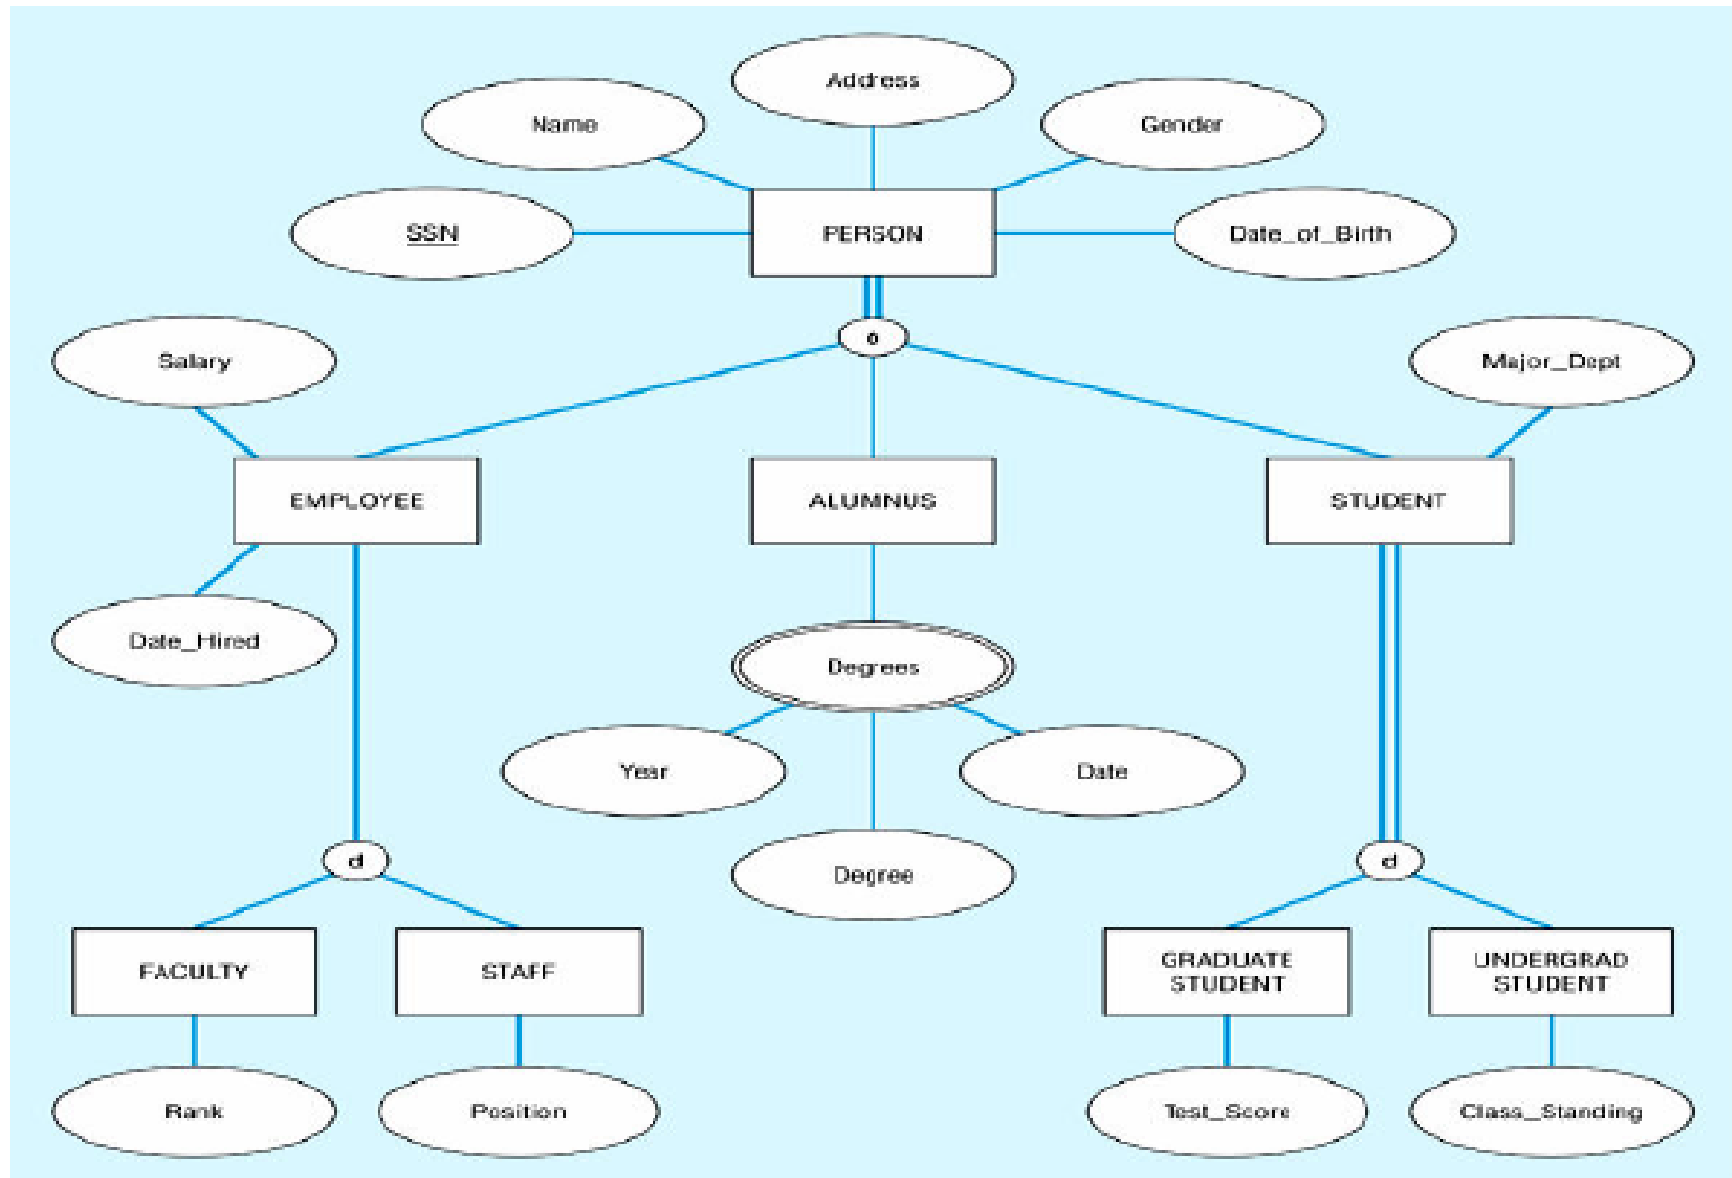 Address
Name
Gender
SSN
PERSON
Date_of_Birth
o
Salary
Major_Dept
EMPLOYEE
ALUMNUS
STUDENT
Date_Hired
Degrees
Year
Date
Degree
d
d
FACULTY
STAFF
GRADUATE
STUDENT
UNDERGRAD
STUDENT
Rank
Position
Test_Score
Class_Standing